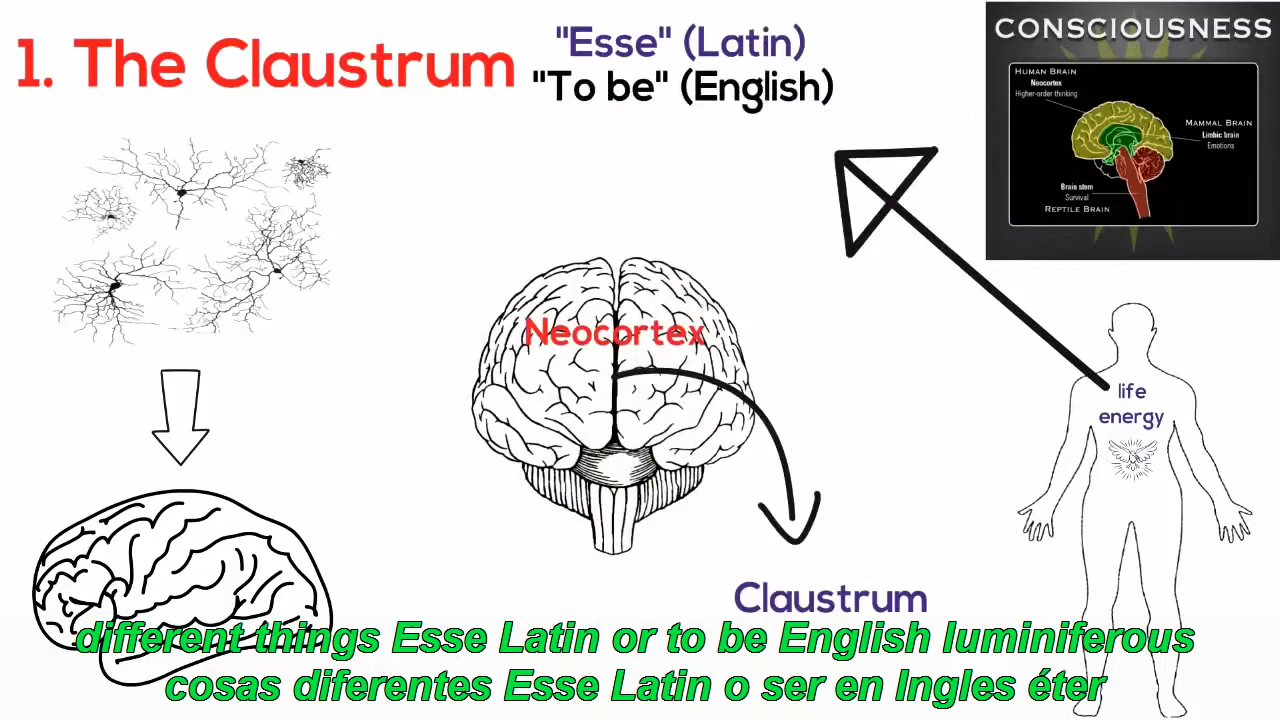 1. The Claustrum
"Esse" (Latin)
"To be" (English)
CONSCIOUSNESS
HUMAN BRAIN
Neocortex
Higher-order thinking
MAMMAL BRAIN
Limbic brain
Emotions
Brain stem
Survival
REPTILE BRAIN
Neocortex
life
energy
Claustrum
different things Esse Latin or to be English luminiferous
cosas diferentes Esse Latin o ser en Ingles éter